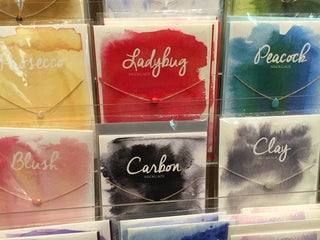 Prosecco
Ladybug
NECKLACE
Peacock
NECKLACE
Blush
Carbon
NECKLACE
Clay
NECKLACE